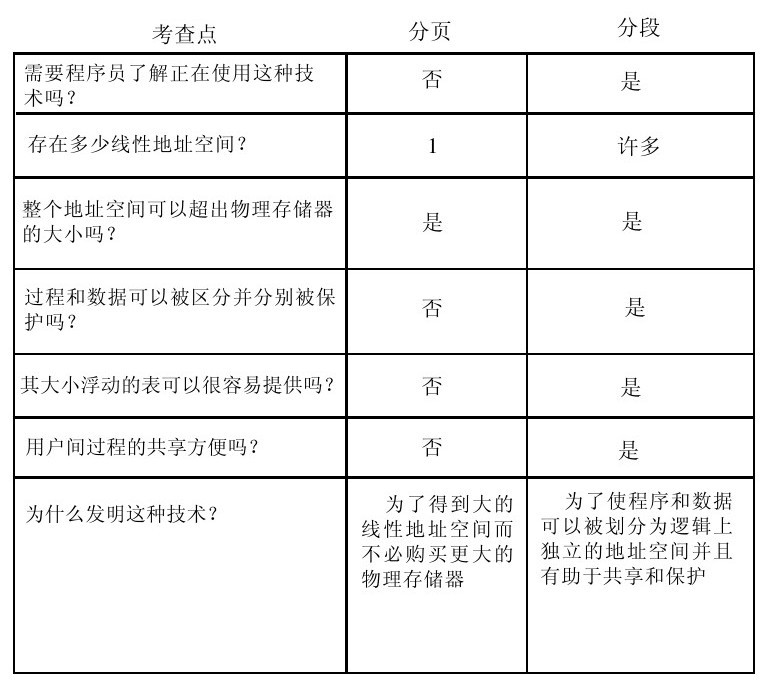 考查点 分页 分段
需要程序员了解正在使用这种技
术吗？ 否 是
存在多少线性地址空间？ 1 许多
整个地址空间可以超出物理存储器
的大小吗？ 是 是
过程和数据可以被区分并分别被保
护吗？ 否 是
其大小浮动的表可以很容易提供吗？ 否 是
用户间过程的共享方便吗？ 否 是
为什么发明这种技术？
为了得到大的
线性地址空间而
不必购买更大的
物理存储器
为了使程序和数据
可以被划分为逻辑上
独立的地址空间并且
有助于共享和保护